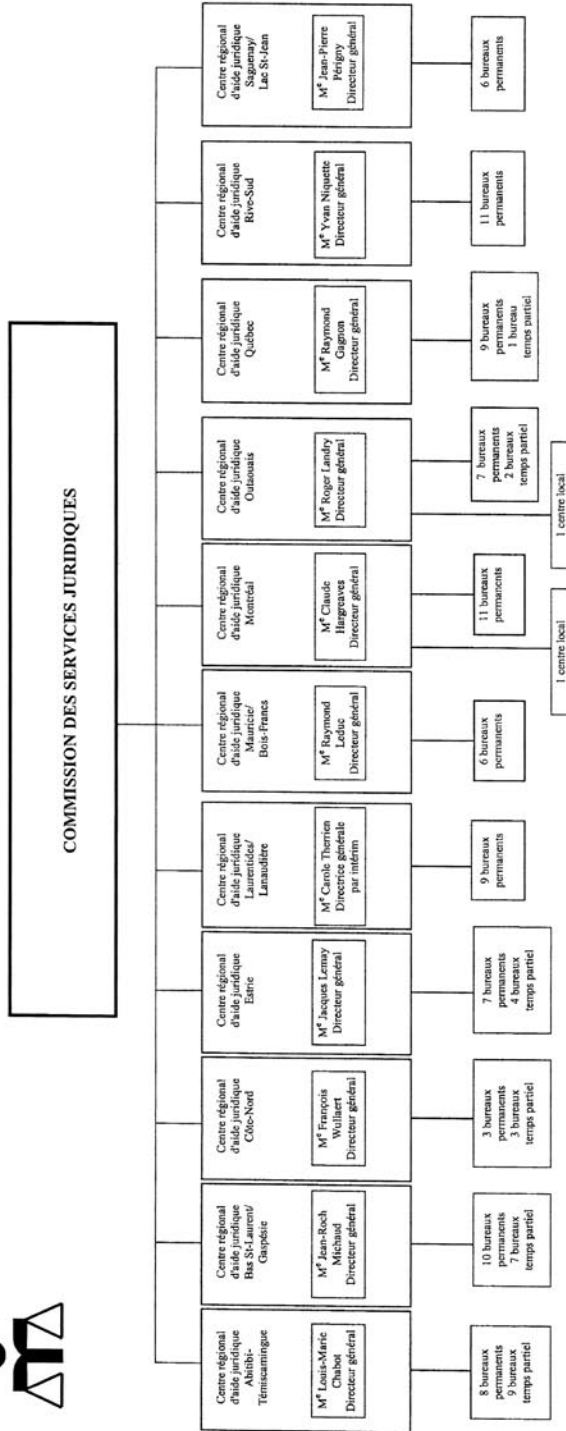 COMMISSION DES SERVICES JURIDIQUES
Centre régional
d'aide juridique
Abitibi-
Témiscamingue
Mᵉ Louis-Marie
Chabot
Directeur général
8 bureaux
permanents
9 bureaux
temps partiel
Centre régional
d'aide juridique
Bas St-Laurent/
Gaspésie
Mᵉ Jean-Roch
Michaud
Directeur général
10 bureaux
permanents
7 bureaux
temps partiel
Centre régional
d'aide juridique
Côte-Nord
Mᵉ François
Wullaert
Directeur général
3 bureaux
permanents
3 bureaux
temps partiel
Centre régional
d'aide juridique
Estrie
Mᵉ Jacques Lemay
Directeur général
7 bureaux
permanents
4 bureaux
temps partiel
Centre régional
d'aide juridique
Laurentides/
Lanaudière
Mᵉ Carole Therrien
Directrice générale
par intérim
9 bureaux
permanents
Centre régional
d'aide juridique
Mauricie/
Bois-Francs
Mᵉ Raymond
Leduc
Directeur général
6 bureaux
permanents
Centre régional
d'aide juridique
Montréal
Mᵉ Claude
Hargreaves
Directeur général
11 bureaux
permanents
1 centre local
Centre régional
d'aide juridique
Outaouais
Mᵉ Roger Landry
Directeur général
7 bureaux
permanents
2 bureaux
temps partiel
1 centre local
Centre régional
d'aide juridique
Québec
Mᵉ Raymond
Gagnon
Directeur général
9 bureaux
permanents
1 bureau
temps partiel
Centre régional
d'aide juridique
Rive-Sud
Mᵉ Yvan Niquette
Directeur général
11 bureaux
permanents
Centre régional
d'aide juridique
Saguenay/
Lac St-Jean
Mᵉ Jean-Pierre
Périgny
Directeur général
6 bureaux
permanents